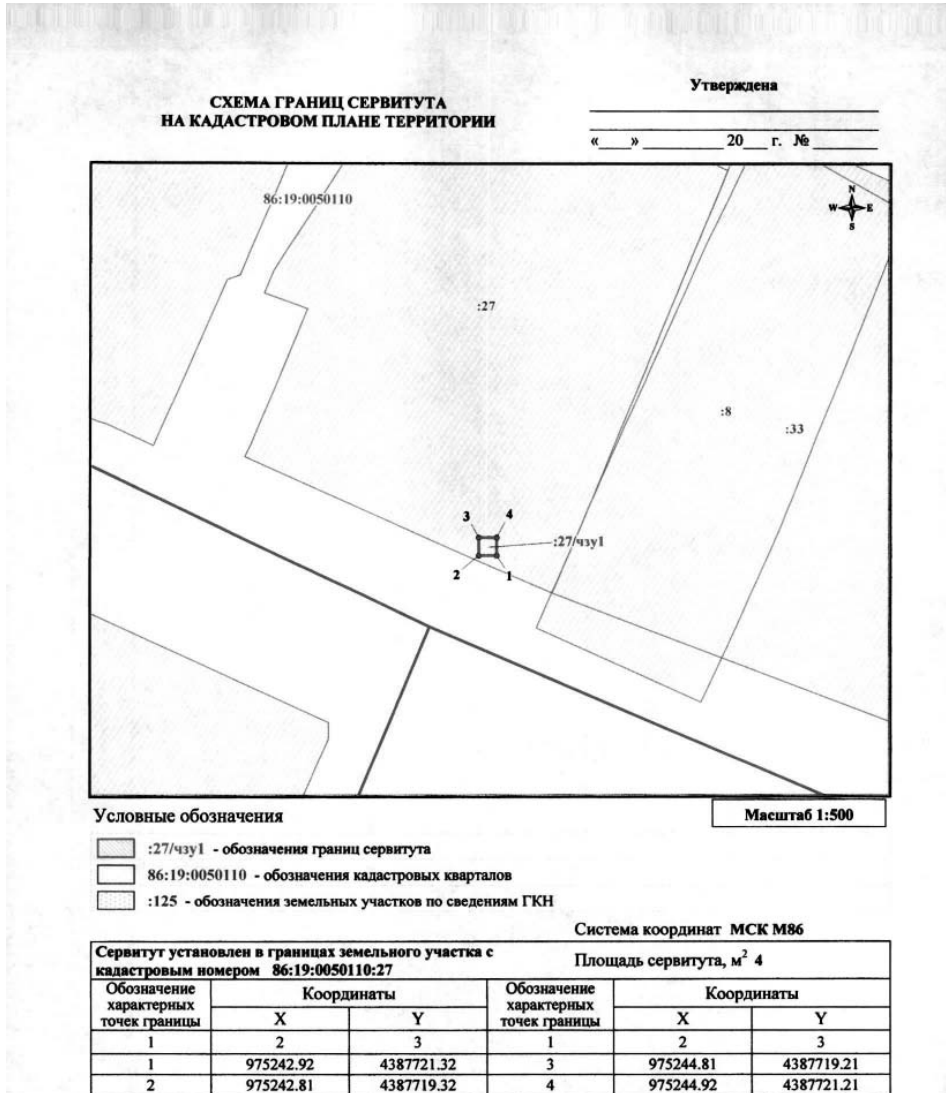 Утверждена
СХЕМА ГРАНИЦ СЕРВИТУТА
НА КАДАСТРОВОМ ПЛАНЕ ТЕРРИТОРИИ
«___» _________ 20___ г. № _______
86:19:0050110
N
W E
S
:27
:8
:33
3 4
:27/чзу1
2 1
Условные обозначения
Масштаб 1:500
:27/чзу1 - обозначения границ сервитута
86:19:0050110 - обозначения кадастровых кварталов
:125 - обозначения земельных участков по сведениям ГКН
Система координат МСК М86
Сервитут установлен в границах земельного участка с
кадастровым номером 86:19:0050110:27
Площадь сервитута, м² 4
Обозначение характерных точек границы Координаты Обозначение характерных точек границы Координаты
X Y X Y
1 2 3 1 2 3
1 975242.92 4387721.32 3 975244.81 4387719.21
2 975242.81 4387719.32 4 975244.92 4387721.21